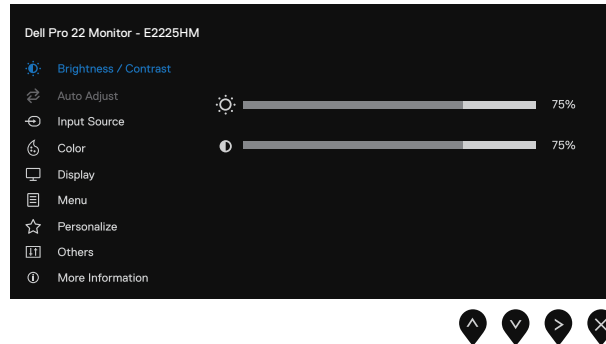 Dell Pro 22 Monitor - E2225HM
Brightness / Contrast
Auto Adjust
75%
Input Source
Color
75%
Display
Menu
Personalize
Others
More Information